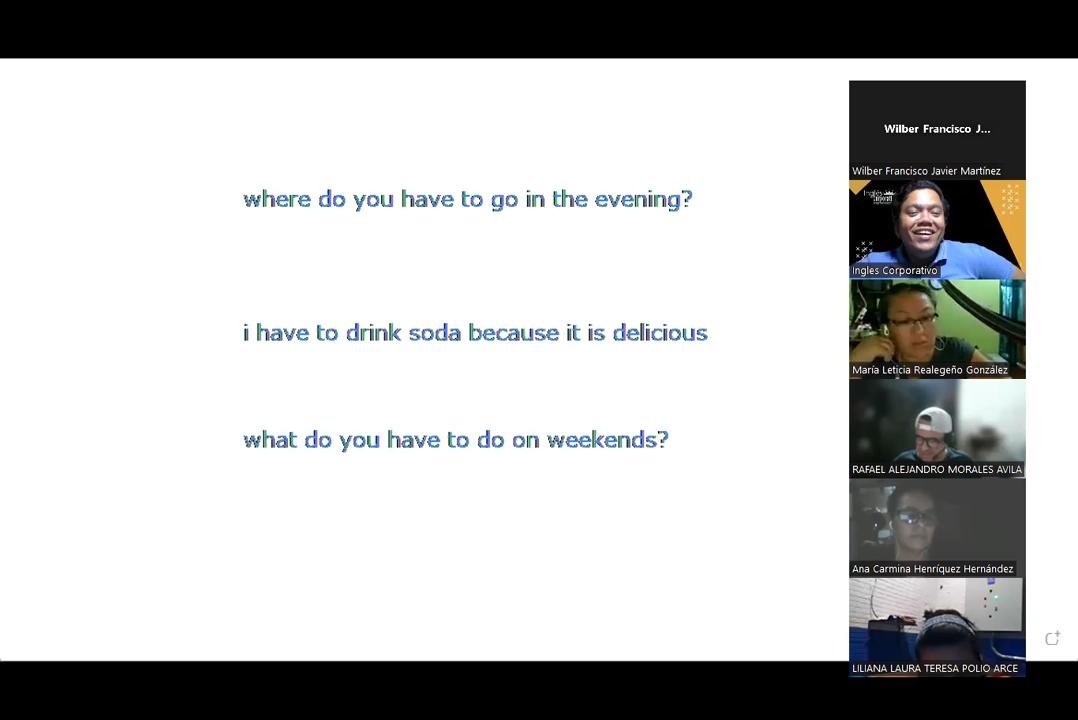 where do you have to go in the evening?
i have to drink soda because it is delicious
what do you have to do on weekends?
Wilber Francisco J...
Wilber Francisco Javier Martínez
Inglés
Ingles Corporativo
María Leticia Realegeño González
RAFAEL ALEJANDRO MORALES AVILA
Ana Carmina Henríquez Hernández
LILIANA LAURA TERESA POLIO ARCE